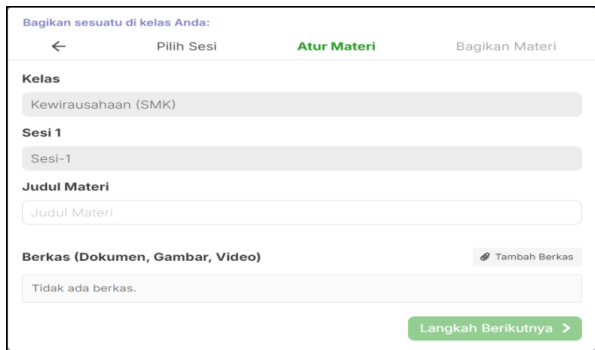 Bagikan sesuatu di kelas Anda:
← Pilih Sesi Atur Materi Bagikan Materi
Kelas
Kewirausahaan (SMK)
Sesi 1
Sesi-1
Judul Materi
Judul Materi
Berkas (Dokumen, Gambar, Video) Tambah Berkas
Tidak ada berkas.
Langkah Berikutnya >